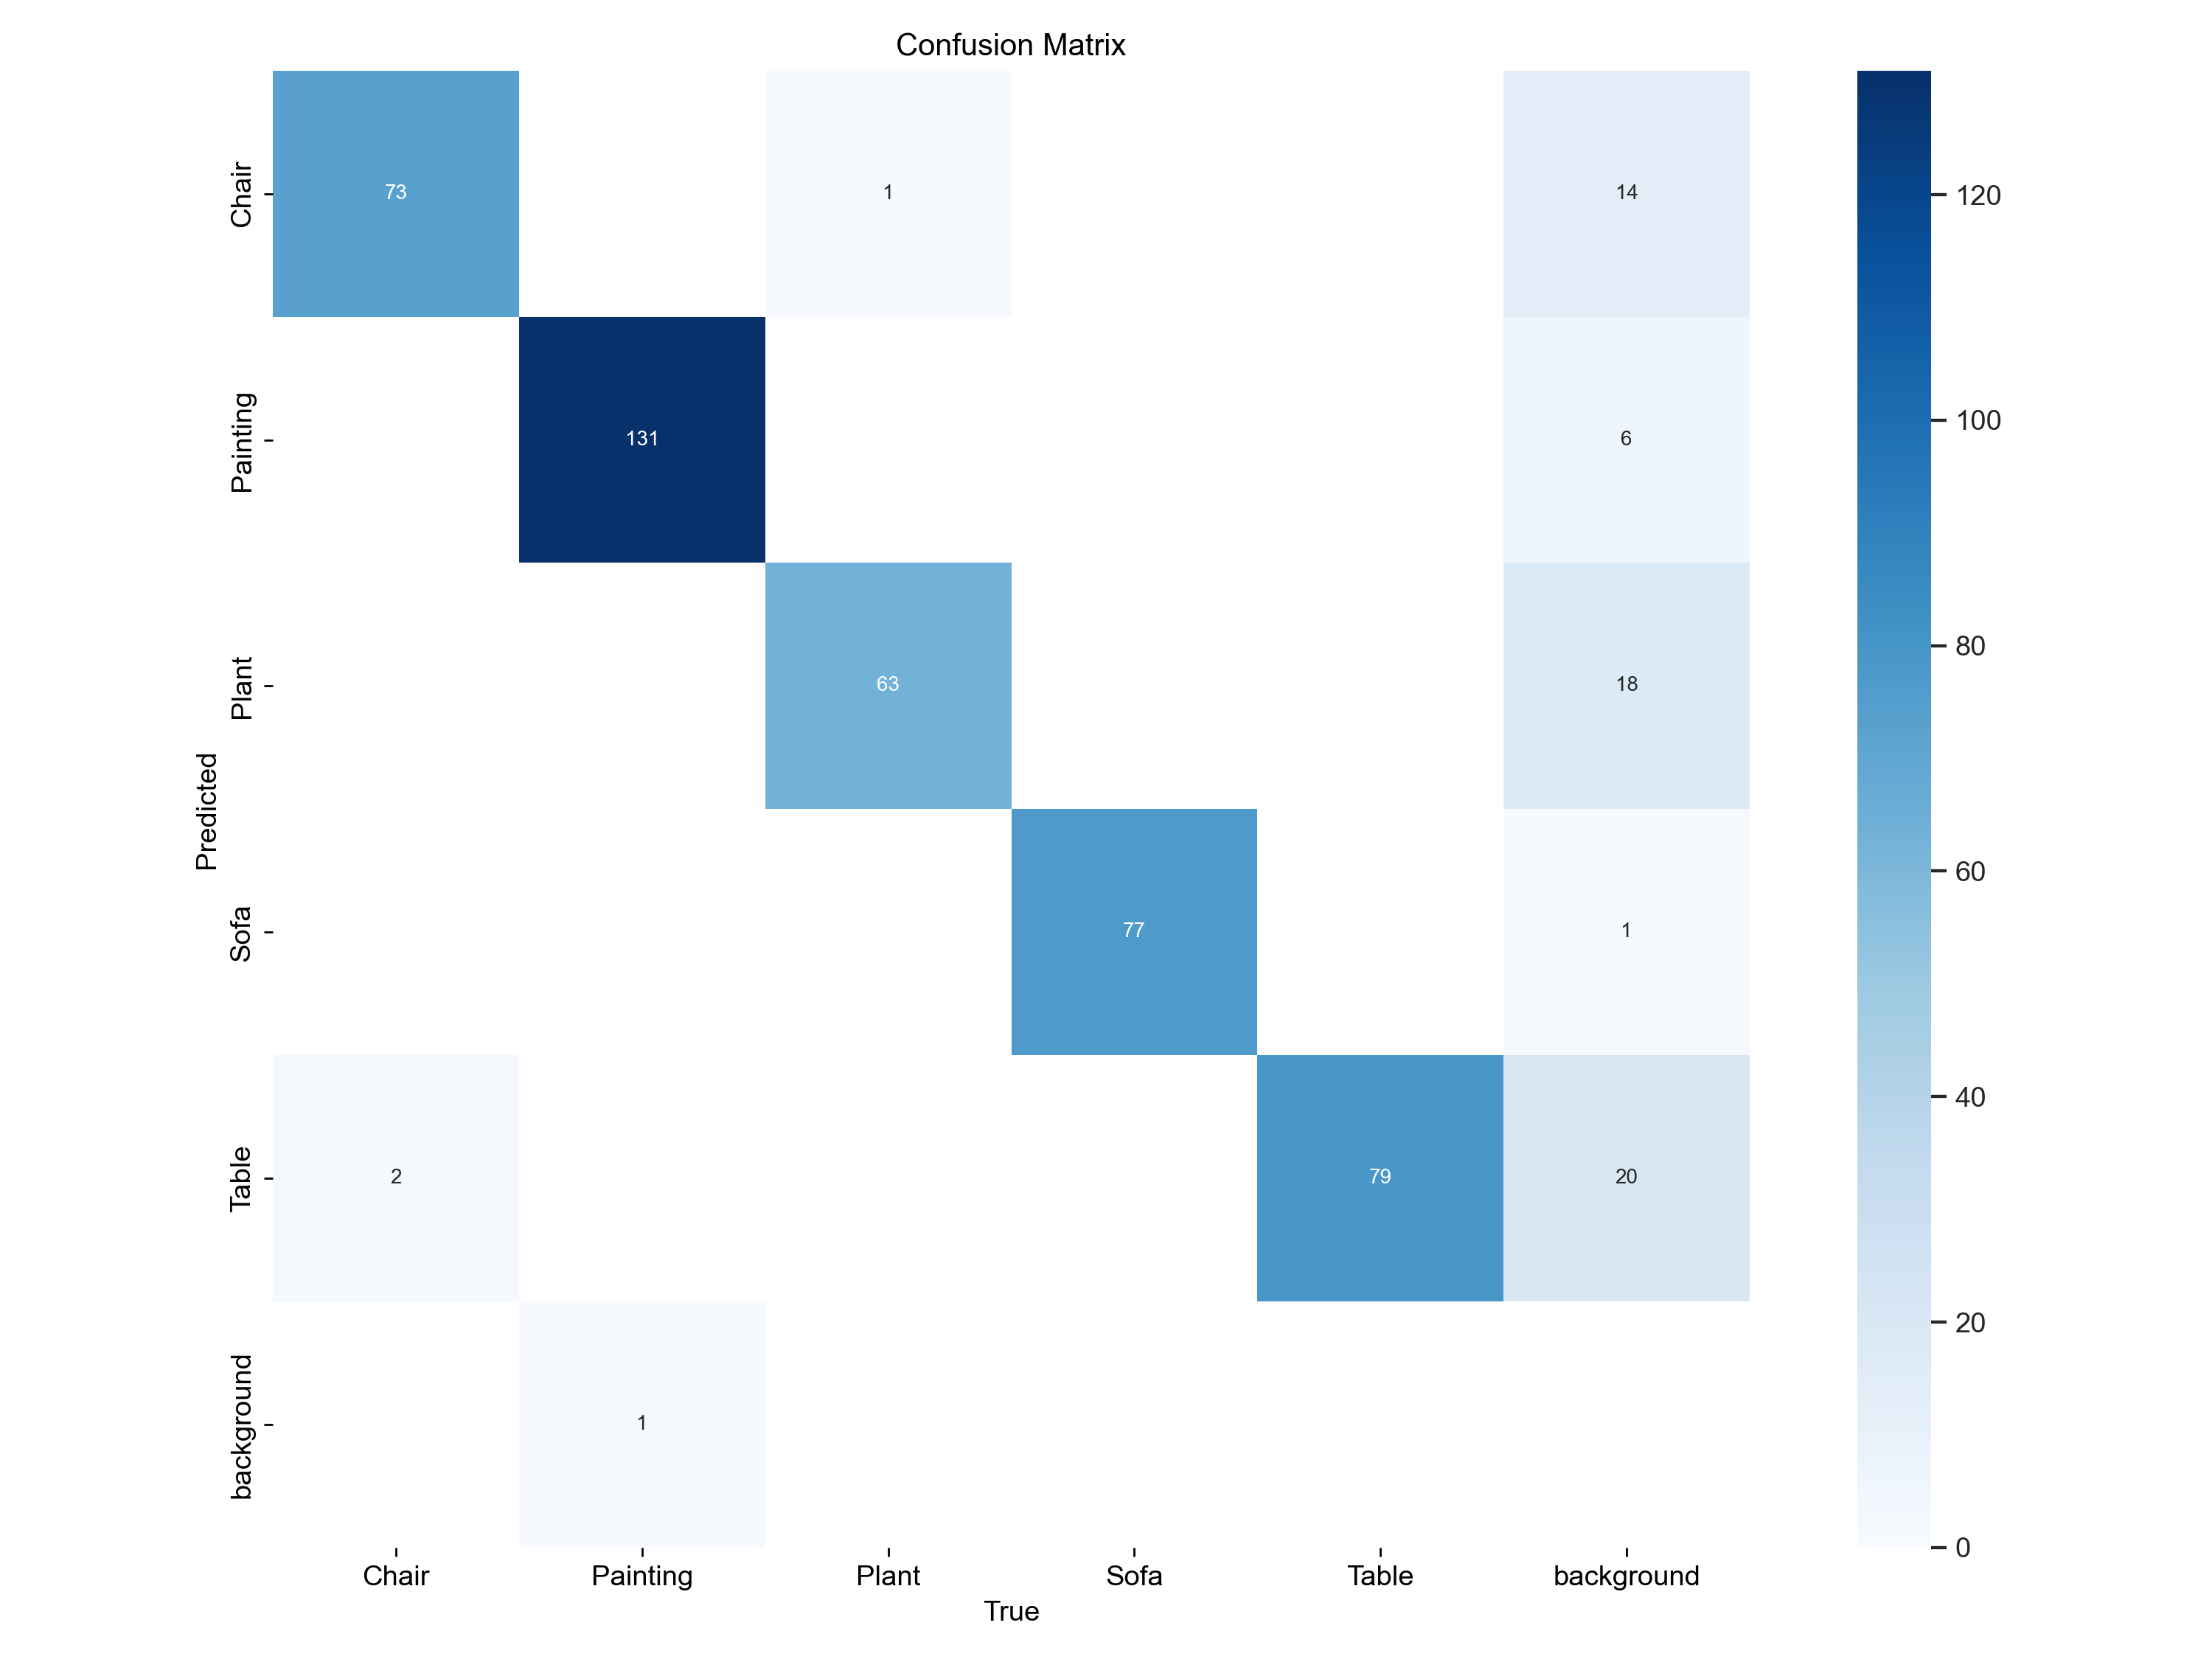 Confusion Matrix
Chair
73
1
14
120
Painting
131
6
100
Plant
63
18
80
Predicted
Sofa
77
1
60
Table
2
79
20
40
background
1
20
0
Chair Painting Plant Sofa Table background
True